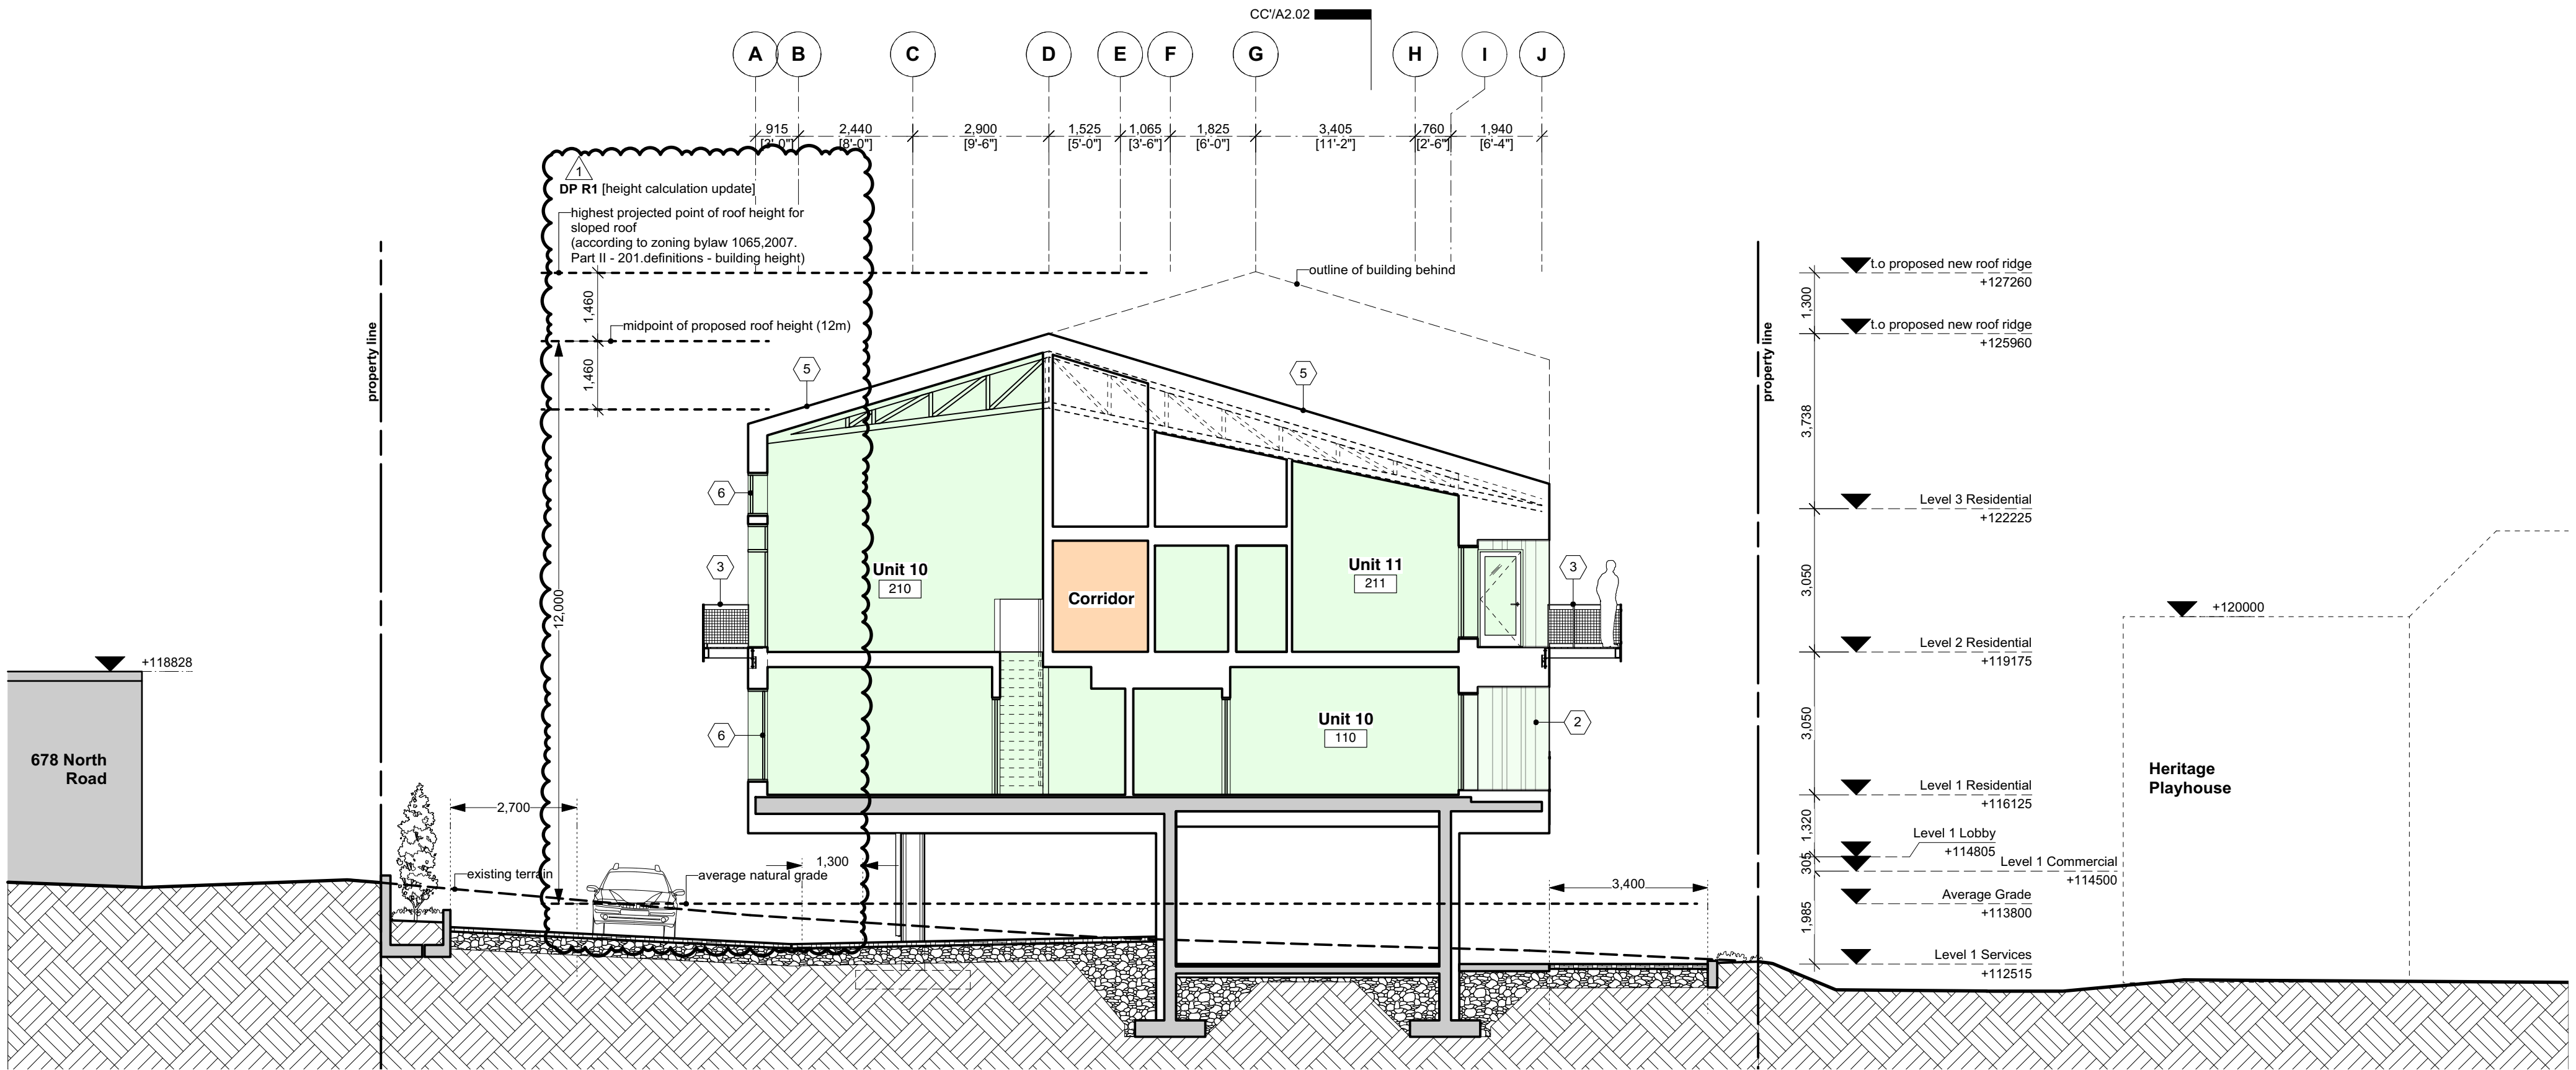 CC'/A2.02
A B C D E F G H I J
915 2,440 2,900 1,525 1,065 1,825 3,405 760 1,940
[3'-0"] [8'-0"] [9'-6"] [5'-0"] [3'-6"] [6'-0"] [11'-2"] [2'-6"] [6'-4"]
1
DP R1 [height calculation update]
highest projected point of roof height for
sloped roof
(according to zoning bylaw 1065,2007.
Part II - 201.definitions - building height)
1,460
midpoint of proposed roof height (12m)
1,460
12,000
outline of building behind
property line
property line
5
5
6
3
Unit 10
210
Corridor
Unit 11
211
3
6
Unit 10
110
2
+118828
678 North
Road
2,700
existing terrain
1,300
average natural grade
3,400
t.o proposed new roof ridge
+127260
1,300
t.o proposed new roof ridge
+125960
3,738
Level 3 Residential
+122225
3,050
Level 2 Residential
+119175
3,050
Level 1 Residential
+116125
1,320
Level 1 Lobby
+114805
305
Level 1 Commercial
+114500
Average Grade
+113800
1,985
Level 1 Services
+112515
+120000
Heritage
Playhouse